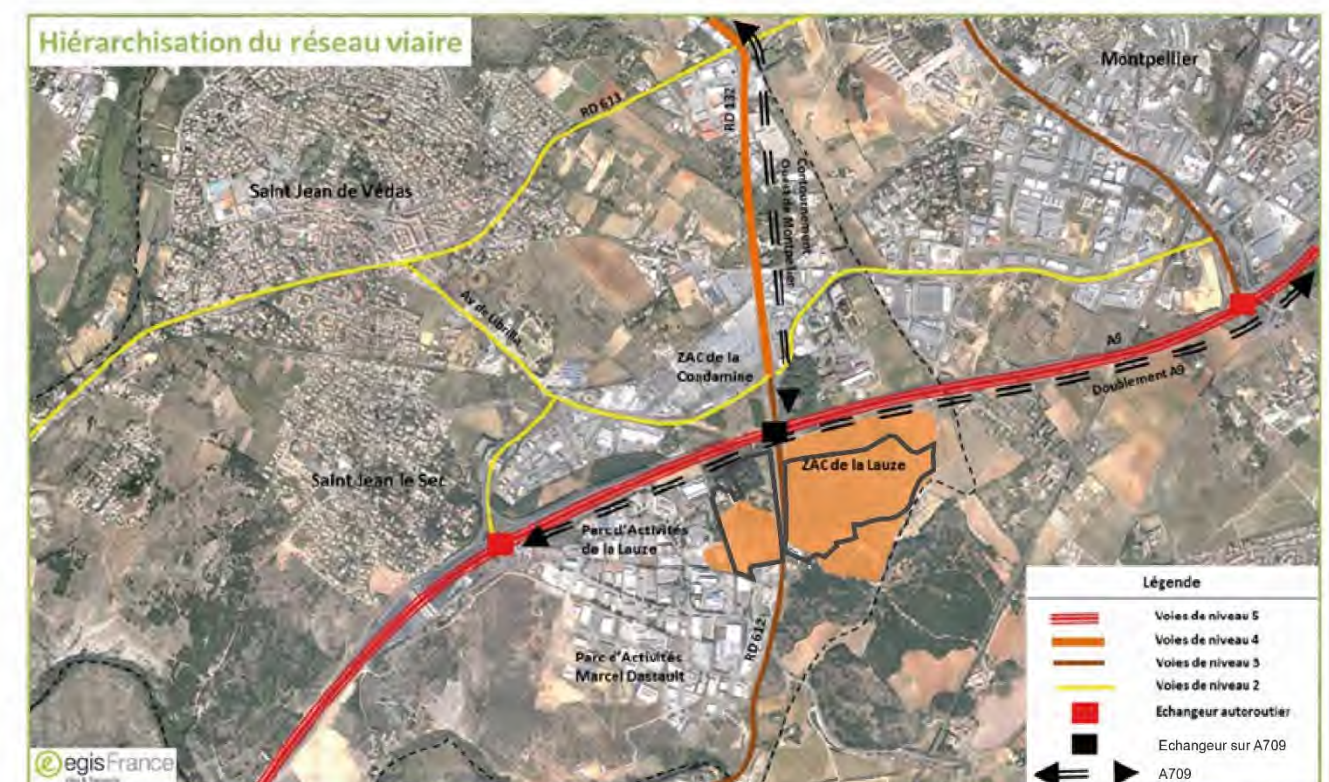 Hiérarchisation du réseau viaire
Montpellier
RD 613
RD 132
Saint Jean de Védas
Contournement
Ouest de Montpellier
Av de Librilla
ZAC de la
Condamine
A9
Doublement A9
Saint Jean le Sec
ZAC de la Lauze
Parc d'Activités
de la Lauze
RD 612
Parc d'Activités
Marcel Dassault
Légende
Voies de niveau 5
Voies de niveau 4
Voies de niveau 3
Voies de niveau 2
Echangeur autoroutier
Echangeur sur A709
A709
egisFrance